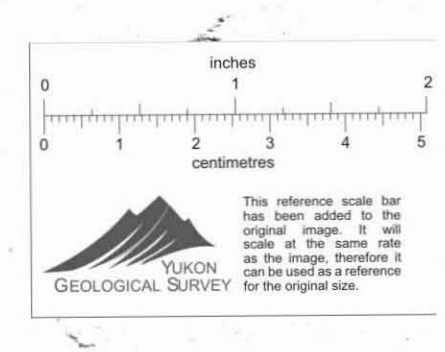 inches
0 1 2
0 1 2 3 4 5
centimetres
YUKON
GEOLOGICAL SURVEY
This reference scale bar
has been added to the
original image. It will
scale at the same rate
as the image, therefore it
can be used as a reference
for the original size.